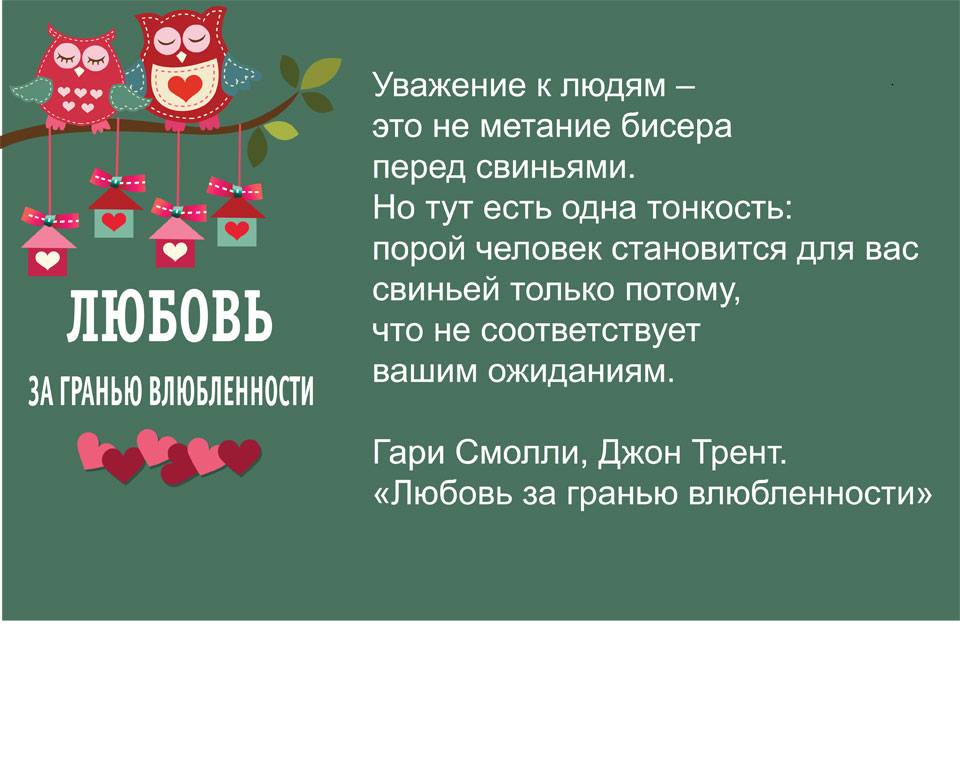 ЛЮБОВЬ
ЗА ГРАНЬЮ ВЛЮБЛЕННОСТИ
Уважение к людям –
это не метание бисера
перед свиньями.
Но тут есть одна тонкость:
порой человек становится для вас
свиньей только потому,
что не соответствует
вашим ожиданиям.
Гари Смолли, Джон Трент.
«Любовь за гранью влюбленности»